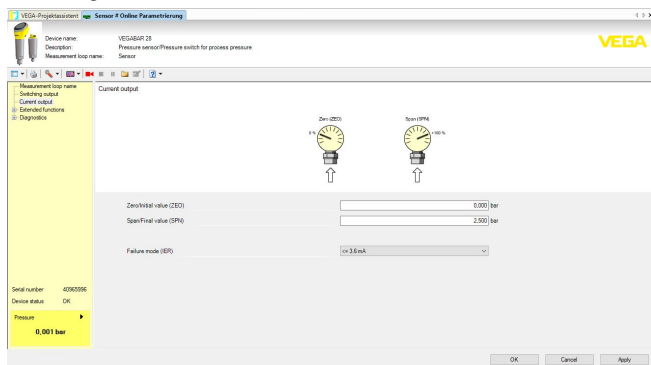 VEGA-Projektassistent
Sensor # Online Parametrierung
Device name: VEGABAR 28
Description: Pressure sensor/Pressure switch for process pressure
Measurement loop name: Sensor
VEGA
Measurement loop name
Switching output
Current output
Extended functions
Diagnostics
Current output
Zero (ZEO)
Span (SPN)
0 %
+100 %
Zero/Initial value (ZEO) 0,000 bar
Span/Final value (SPN) 2,500 bar
Failure mode (IER) <= 3.6 mA
Serial number 40965996
Device status OK
Pressure
0,001 bar
OK Cancel Apply